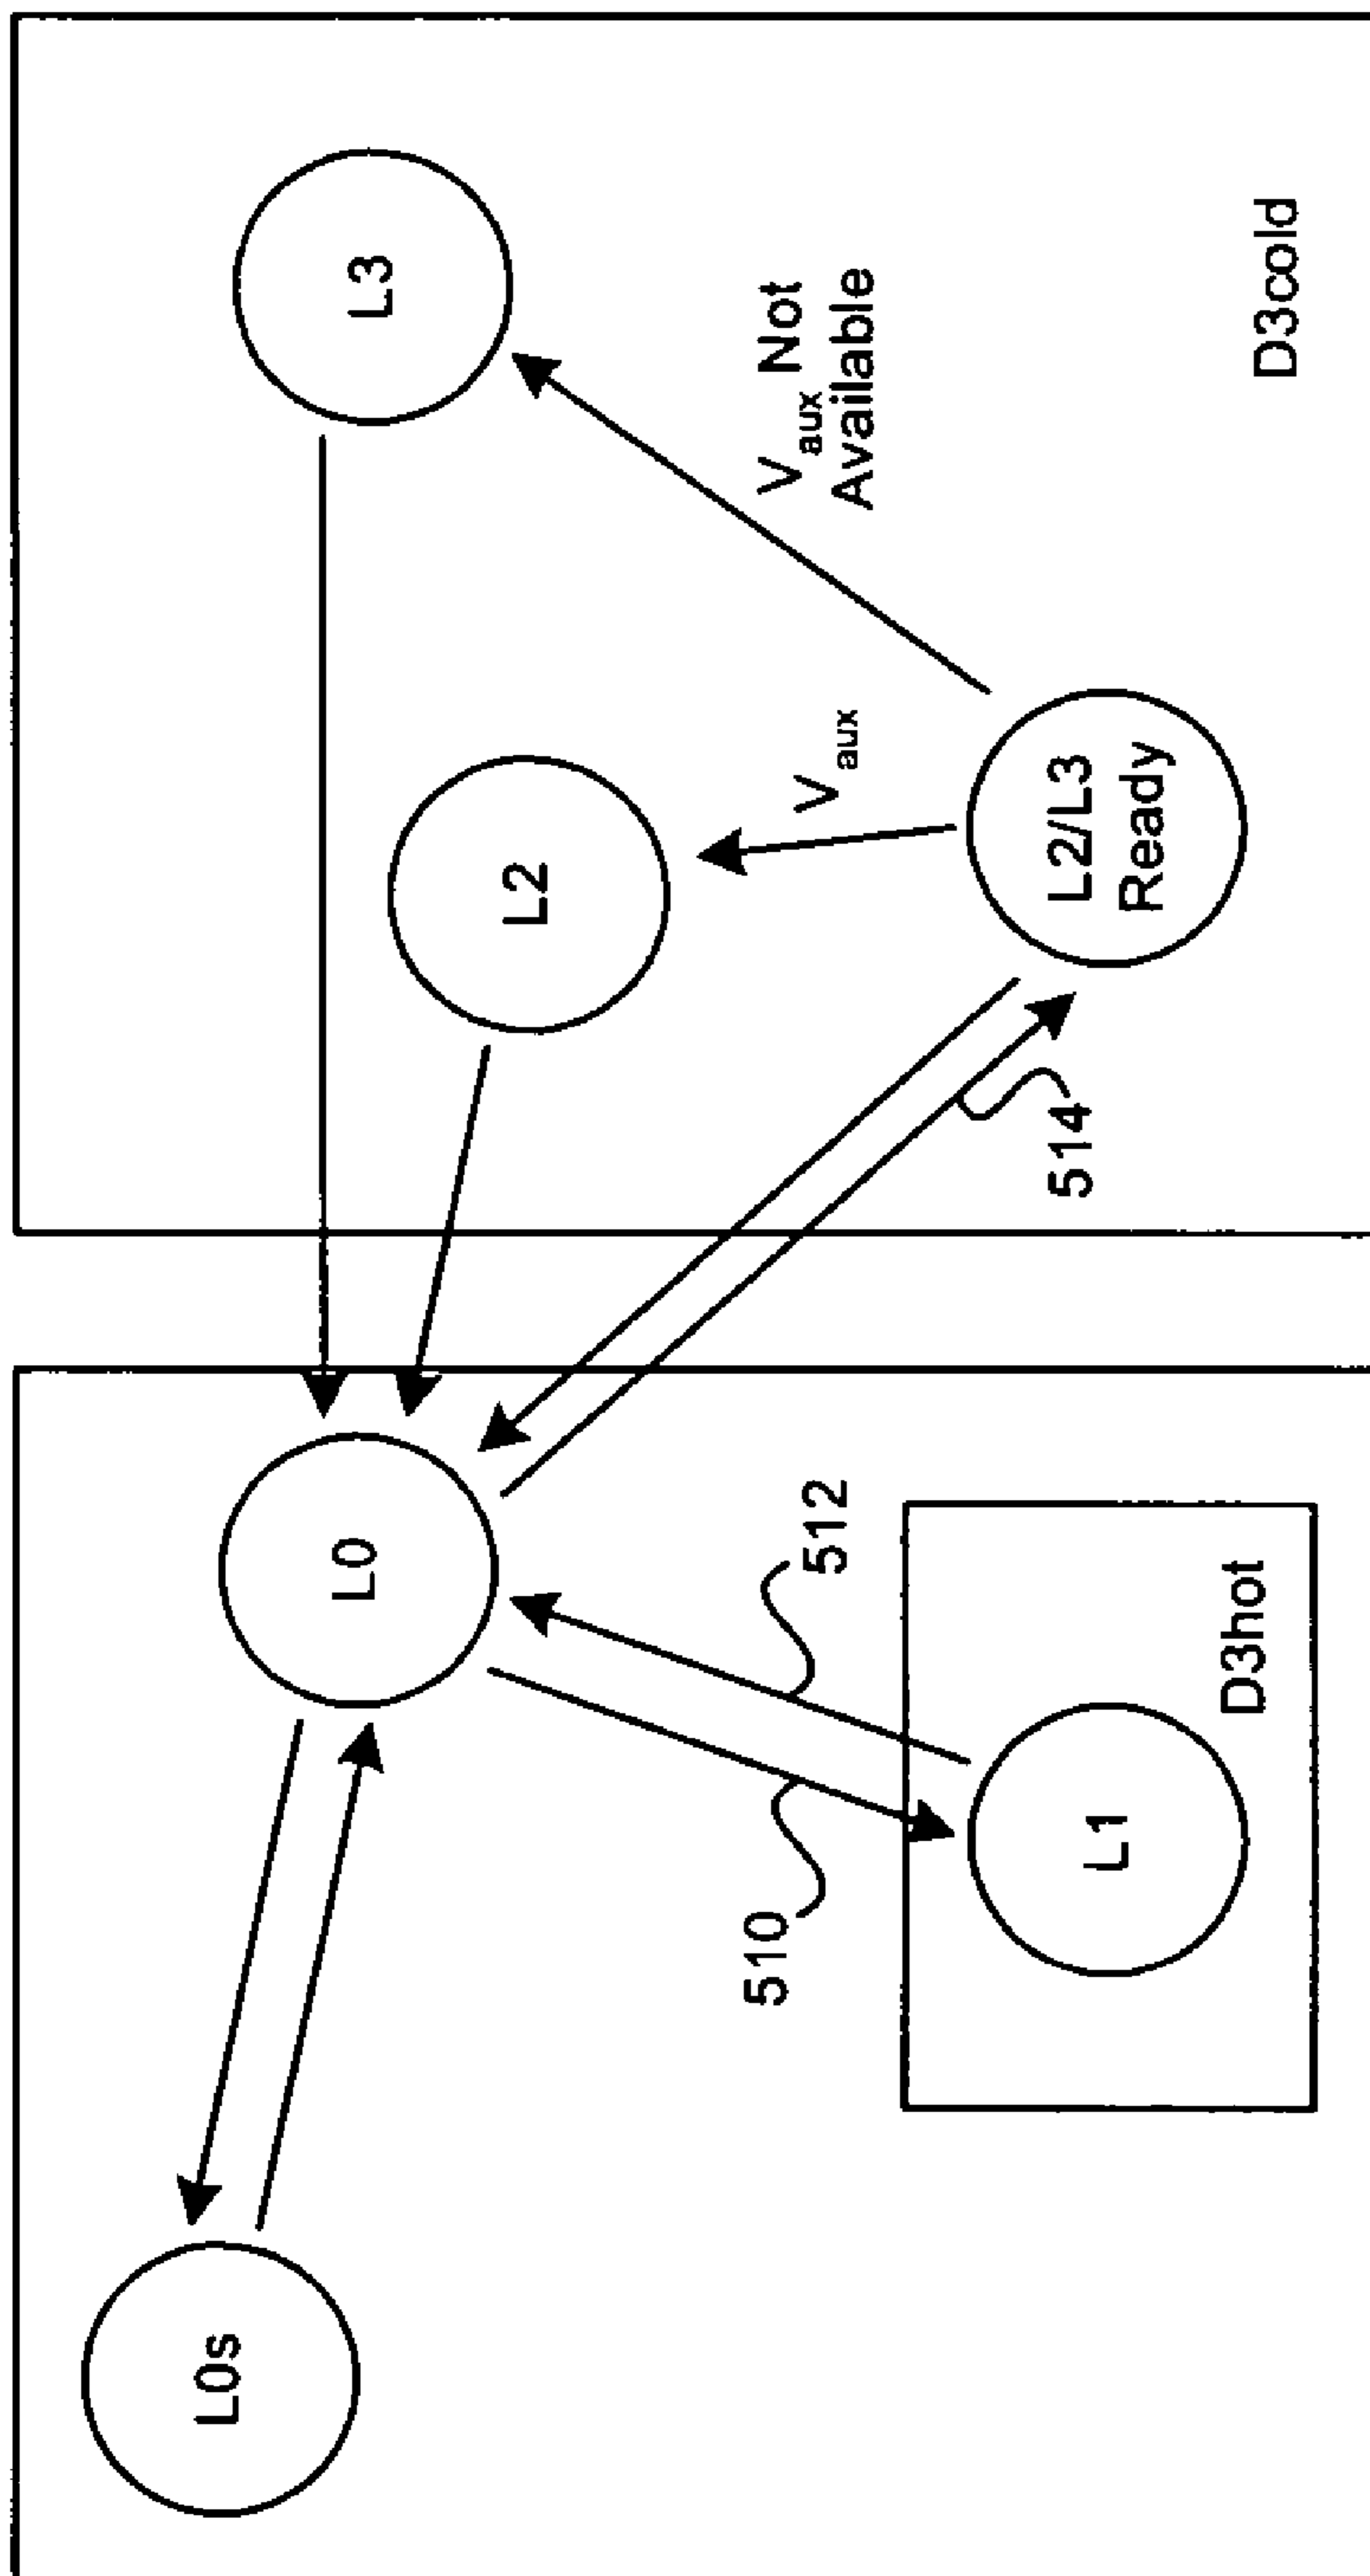 L0s
L0
510
512
L1
D3hot
L3
L2
Vaux
Vaux Not
Available
L2/L3
Ready
514
D3cold